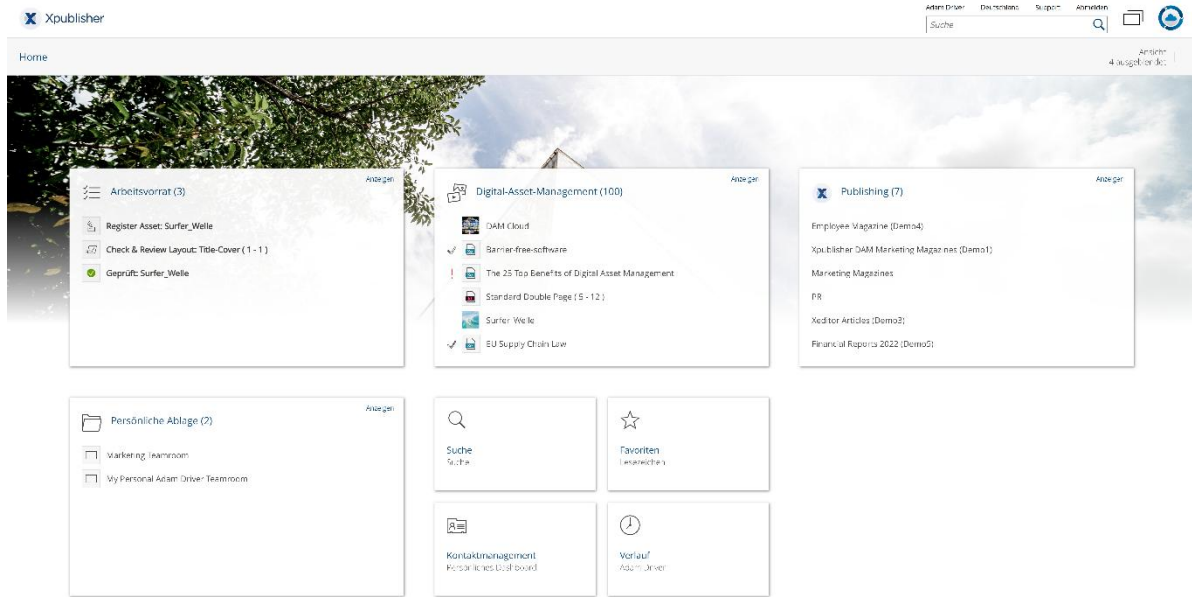 Xpublisher
Adam Driver Deutschland Support Abmelden
Suche
Home
Ansicht
4 ausgeblendet
Arbeitsvorrat (3)
Anzeigen
Register Asset: Surfer_Welle
Check & Review Layout: Title-Cover ( 1 - 1 )
Geprüft: Surfer_Welle
Digital-Asset-Management (100)
Anzeigen
DAM Cloud
Barrier-free-software
The 25 Top Benefits of Digital Asset Management
Standard Double Page ( 5 - 12 )
Surfer_Welle
EU Supply Chain Law
Publishing (7)
Anzeigen
Employee Magazine (Demo4)
Xpublisher DAM Marketing Magazines (Demo1)
Marketing Magazines
PR
Xeditor Articles (Demo3)
Financial Reports 2022 (Demo5)
Persönliche Ablage (2)
Anzeigen
Marketing Teamroom
My Personal Adam Driver Teamroom
Suche
Suche
Favoriten
Lesezeichen
Kontaktmanagement
Persönliches Dashboard
Verlauf
Adam Driver